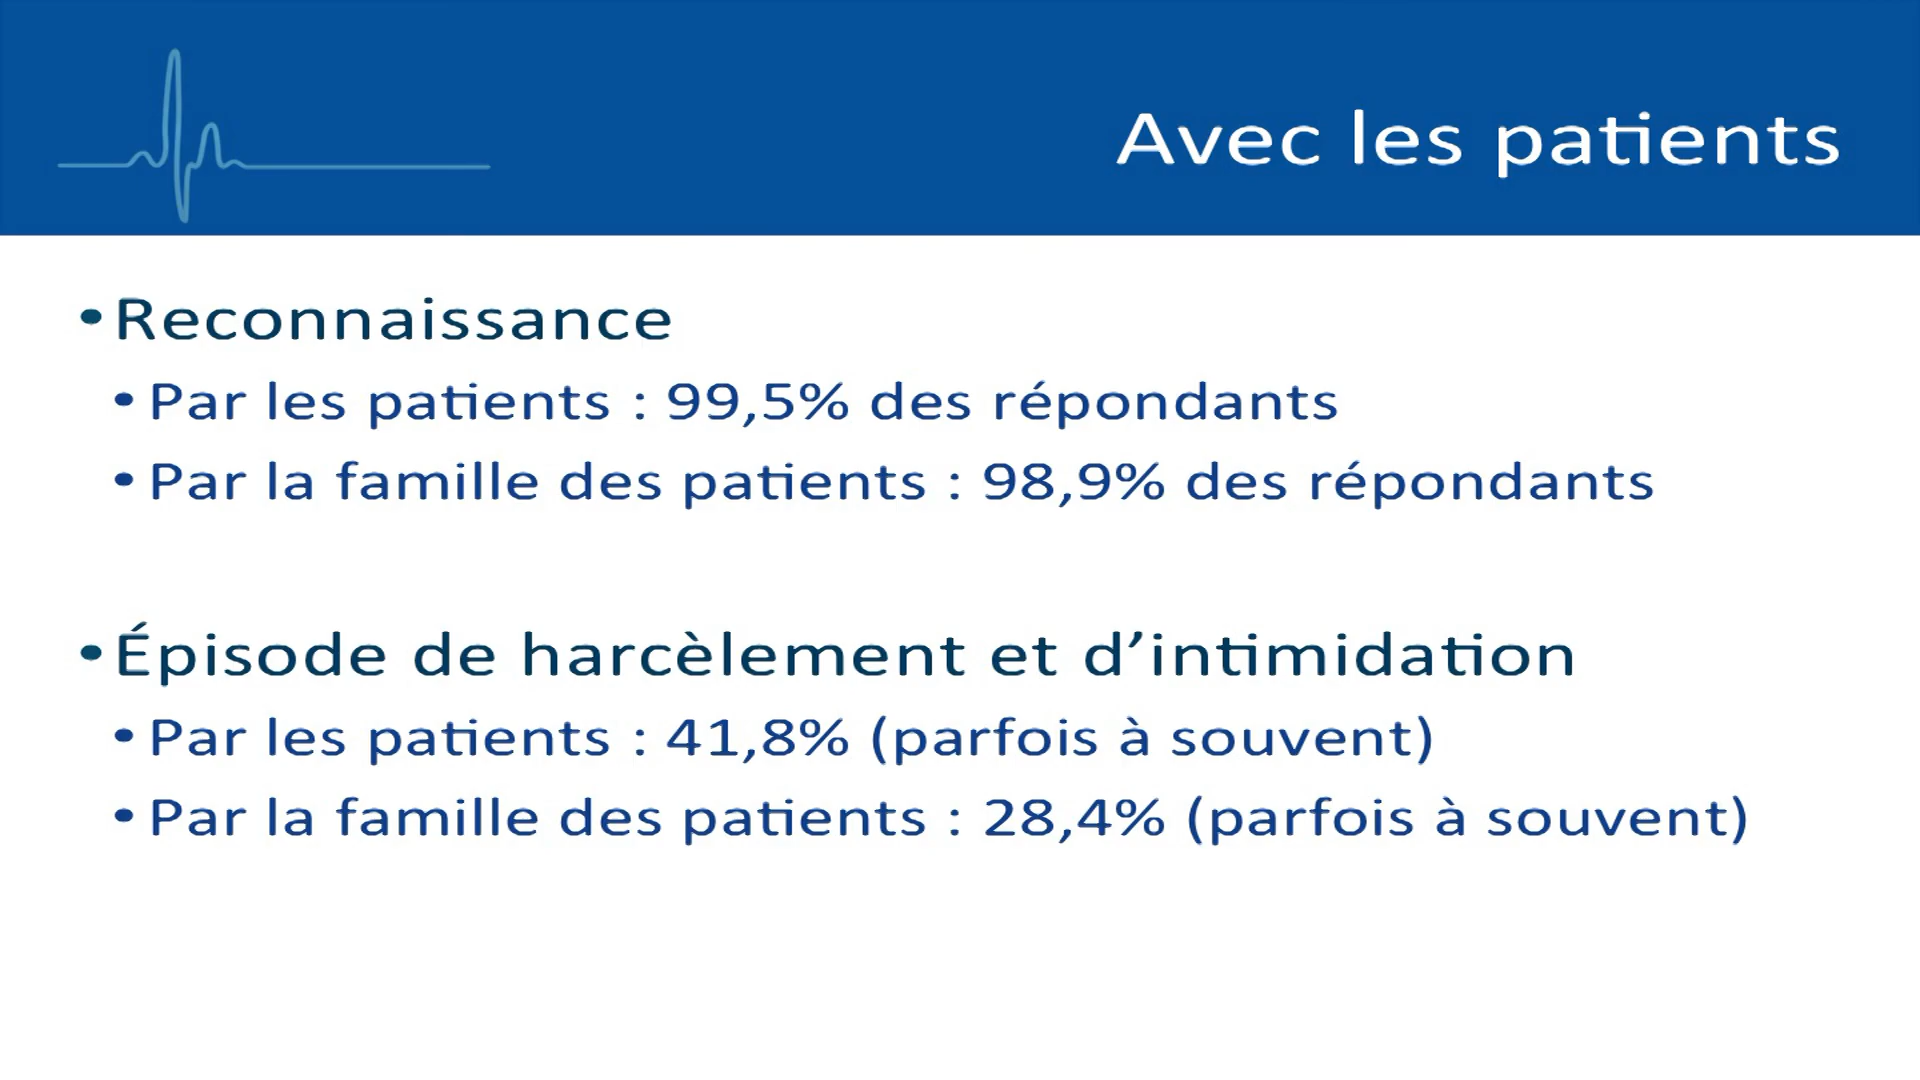 Avec les patients
• Reconnaissance
• Par les patients : 99,5% des répondants
• Par la famille des patients : 98,9% des répondants
• Épisode de harcèlement et d’intimidation
• Par les patients : 41,8% (parfois à souvent)
• Par la famille des patients : 28,4% (parfois à souvent)